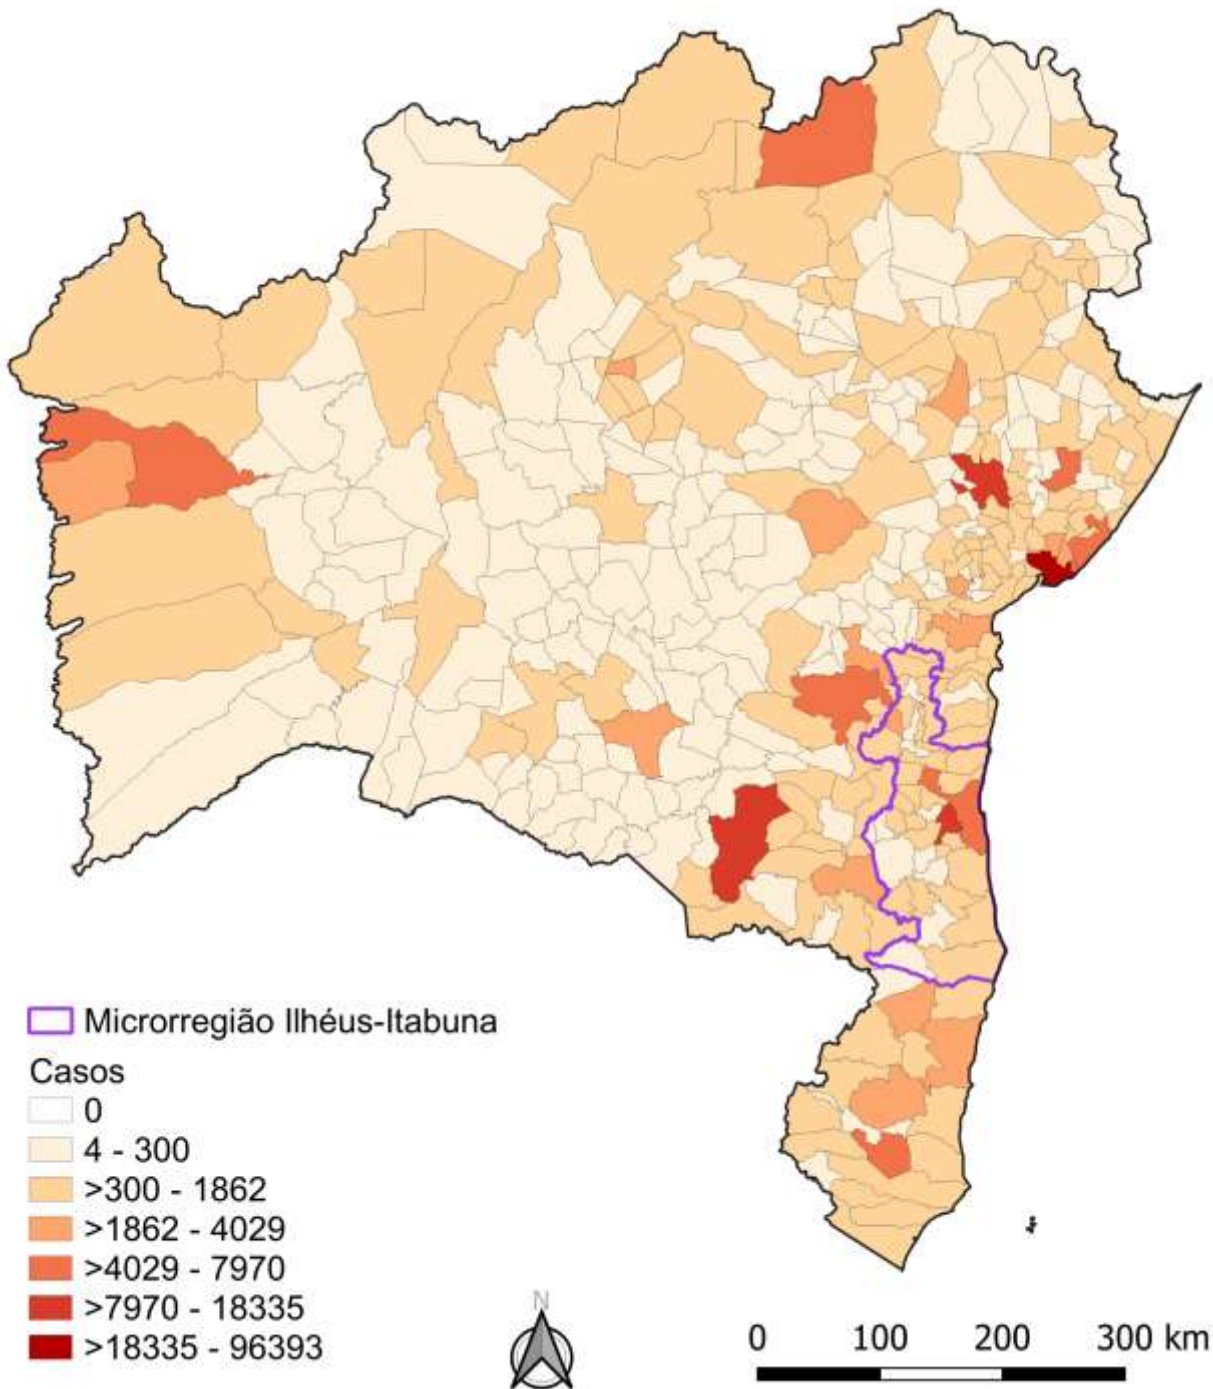 Microrregião Ilhéus-Itabuna
Casos
0
4 - 300
>300 - 1862
>1862 - 4029
>4029 - 7970
>7970 - 18335
>18335 - 96393
N
0 100 200 300 km